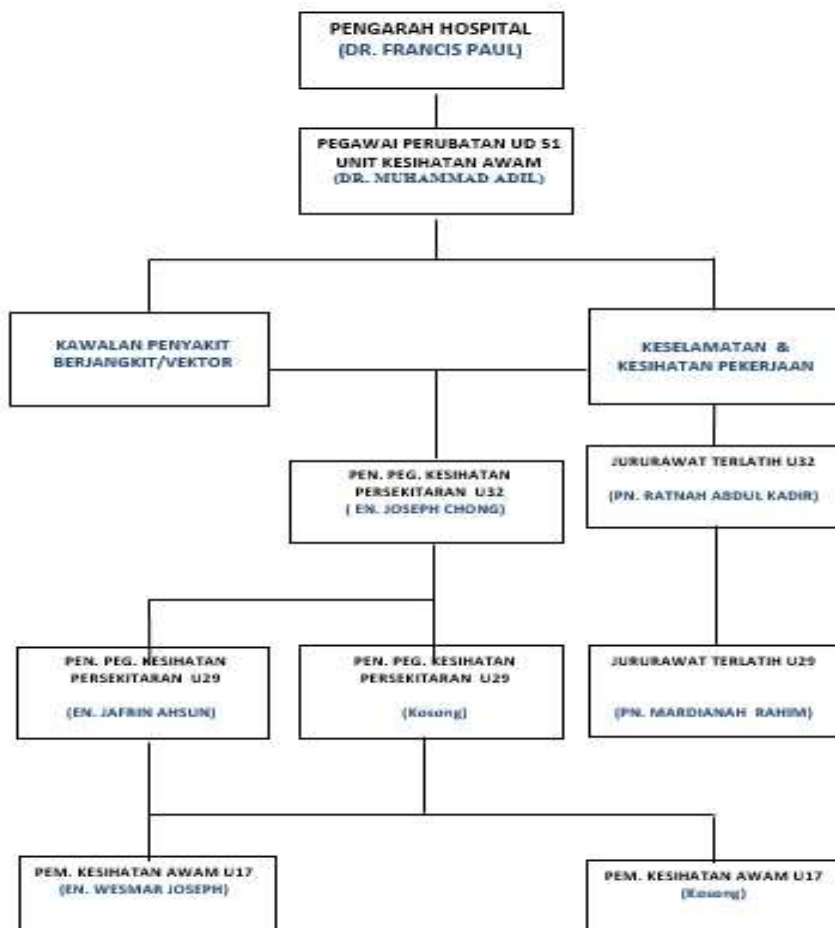 PENGARAH HOSPITAL
(DR. FRANCIS PAUL)
PEGAWAI PERUBATAN UD 51
UNIT KESIHATAN AWAM
(DR. MUHAMMAD ADIL)
KAWALAN PENYAKIT
BERJANGKIT/VEKTOR
KESELAMATAN &
KESIHATAN PEKERJAAN
PEN. PEG. KESIHATAN
PERSEKITARAN U32
( EN. JOSEPH CHONG)
JURURAWAT TERLATIH U32
(PN. RATNAH ABDUL KADIR)
PEN. PEG. KESIHATAN
PERSEKITARAN U29
(EN. JAFRIN AHSUN)
PEN. PEG. KESIHATAN
PERSEKITARAN U29
(Kosong)
JURURAWAT TERLATIH U29
(PN. MARDIANAH RAHIM)
PEM. KESIHATAN AWAM U17
(EN. WESMAR JOSEPH)
PEM. KESIHATAN AWAM U17
(Kosong)